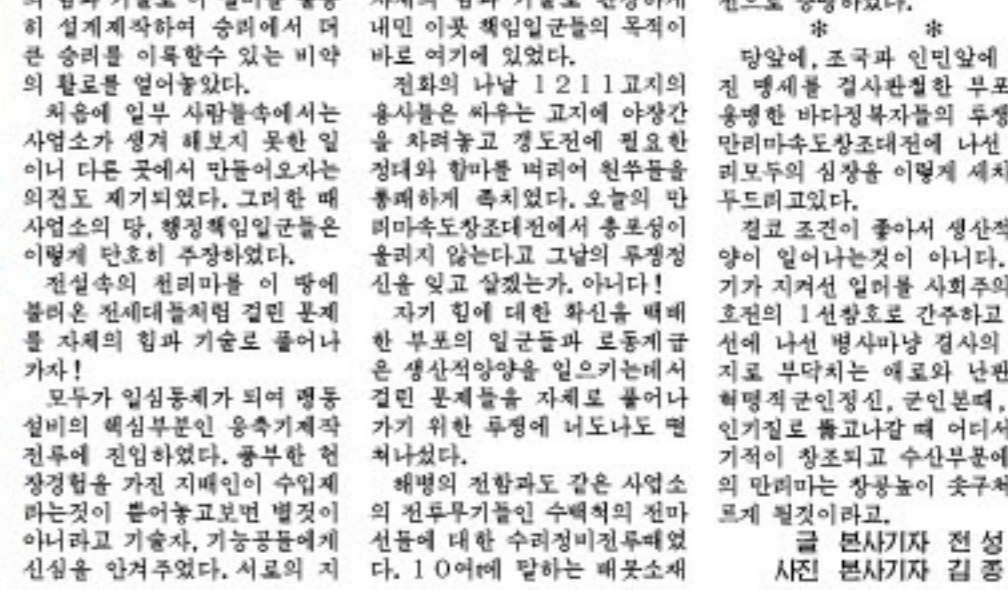 히 설계제작하여 승리에서 더
큰 승리를 이룩할수 있는 비약
의 활로를 열어놓았다.
처음에 일부 사람들속에서는
사업소가 생겨 해보지 못한 일
이니 다른 곳에서 만들어오자는
의견도 제기되였다. 그러한 때
사업소의 당, 행정책임일군들은
이렇게 단호히 주장하였다.
전설속의 천리마를 이 땅에
불러온 전세대들처럼 걸린 문제
를 자체의 힘과 기술로 풀어나
가자!
모두가 일심동체가 되여 랭동
설비의 핵심부분인 응축기제작
전투에 진입하였다. 풍부한 현
장경험을 가진 지배인이 수입제
라는것이 뜯어놓고보면 별것이
아니라고 기술자, 기능공들에게
신심을 안겨주었다. 서로의 지
내민 이곳 책임일군들의 목적이
바로 여기에 있었다.
전화의 나날 1211고지의
용사들은 싸우는 고지에 야장간
을 차려놓고 갱도전에 필요한
정대와 함마를 벼리여 원쑤들을
통쾌하게 족치였다. 오늘의 만
리마속도창조대전에서 총포성이
울리지 않는다고 그날의 투쟁정
신을 잊고 살겠는가. 아니다!
자기 힘에 대한 확신을 백배
한 부포의 일군들과 로동계급
은 생산적앙양을 일으키는데서
걸린 문제들을 자체로 풀어나
가기 위한 투쟁에 너도나도 떨
쳐나섰다.
해병의 전함과도 같은 사업소
의 전투무기들인 수백척의 전마
선들에 대한 수리정비전투때였
다. 10여t에 달하는 배못소재
* *
당앞에, 조국과 인민앞에
진 맹세를 결사관철한 부포
용맹한 바다정복자들의 투쟁
만리마속도창조대전에 나선
리모두의 심장을 이렇게 세차
두드리고있다.
결코 조건이 좋아서 생산적
양이 일어나는것이 아니다.
기가 지켜선 일터를 사회주의
호전의 1선참호로 간주하고
선에 나선 병사마냥 결사의
지로 부닥치는 애로와 난관
혁명적군인정신, 군인본때,
인기질로 뚫고나갈 때 어디서
기적이 창조되고 수산부문에
의 만리마는 창공높이 솟구쳐
르게 될것이라고.
글 본사기자 전 성
사진 본사기자 김 종